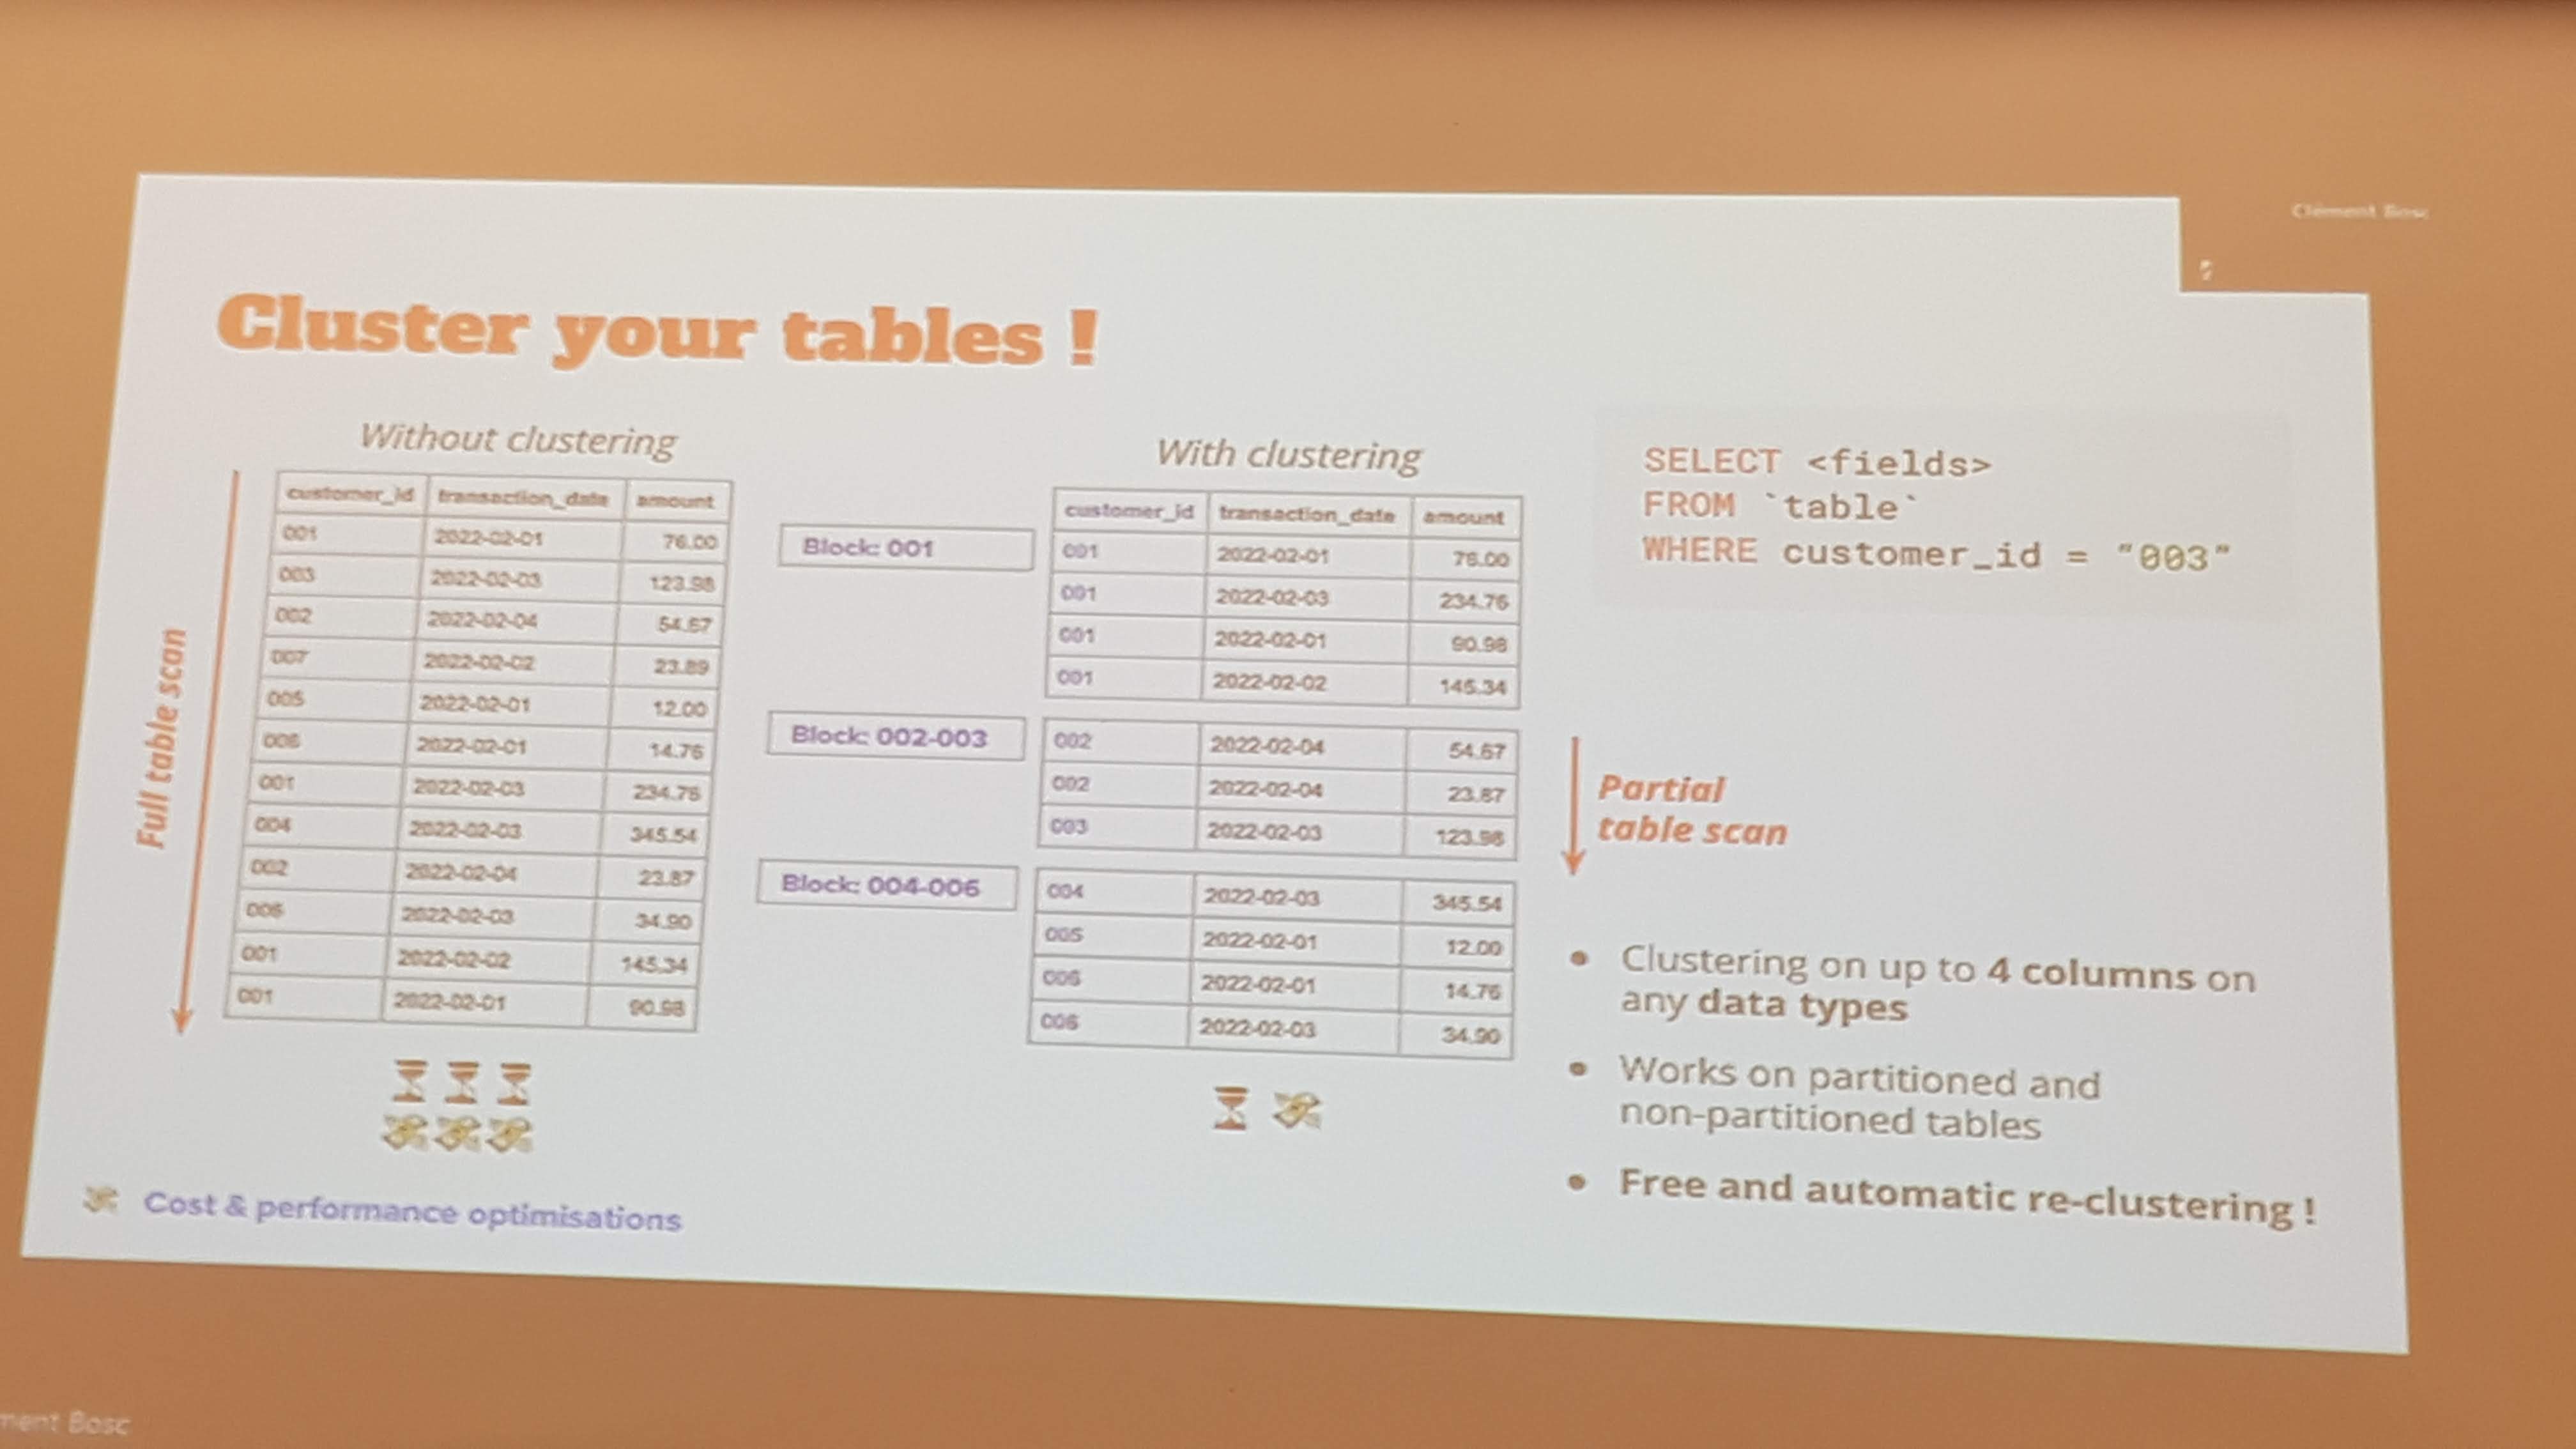 Clément Bosc
Cluster your tables !
Without clustering
Full table scan
customer_id transaction_date amount
001 2022-02-01 76.00
003 2022-02-03 123.98
002 2022-02-04 54.67
007 2022-02-02 23.89
005 2022-02-01 12.00
006 2022-02-01 14.76
001 2022-02-03 234.76
004 2022-02-03 345.54
002 2022-02-04 23.87
006 2022-02-03 34.90
001 2022-02-02 145.34
001 2022-02-01 90.98
With clustering
customer_id transaction_date amount
Block: 001
001 2022-02-01 76.00
001 2022-02-03 234.76
001 2022-02-01 90.98
001 2022-02-02 145.34
Block: 002-003
002 2022-02-04 54.67
002 2022-02-04 23.87
003 2022-02-03 123.98
Block: 004-006
004 2022-02-03 345.54
005 2022-02-01 12.00
006 2022-02-01 14.76
006 2022-02-03 34.90
SELECT <fields>
FROM `table`
WHERE customer_id = "003"
Partial
table scan
• Clustering on up to 4 columns on
any data types
• Works on partitioned and
non-partitioned tables
• Free and automatic re-clustering !
Cost & performance optimisations
ment Bosc